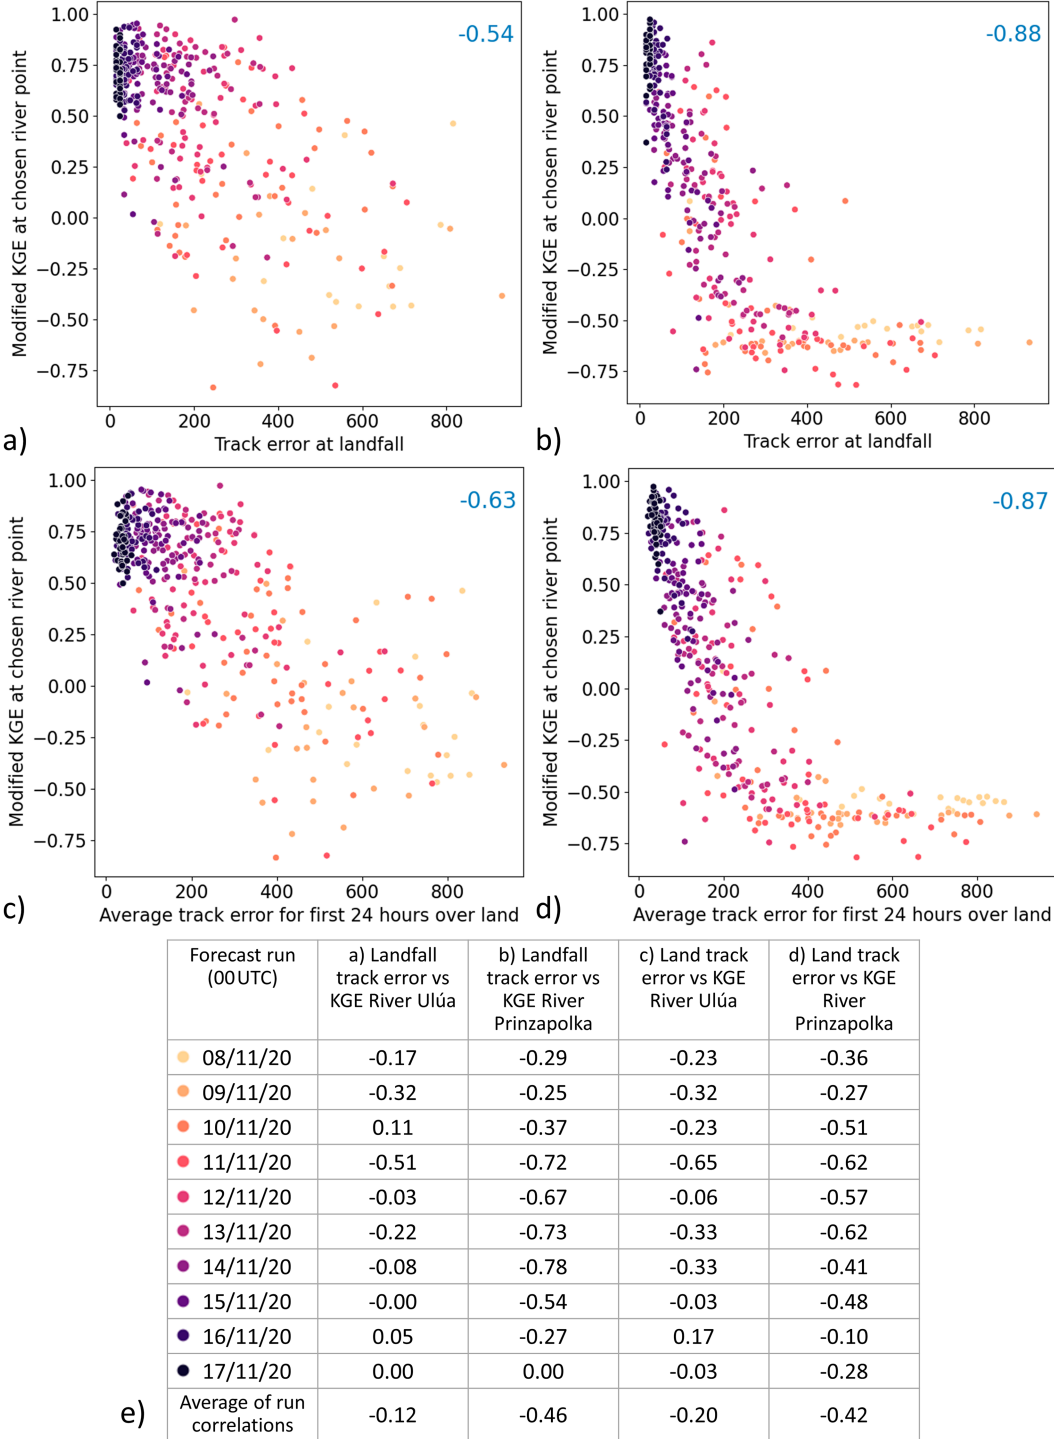 1.00
0.75
0.50
0.25
0.00
−0.25
−0.50
−0.75
Modified KGE at chosen river point
-0.54
0 200 400 600 800
Track error at landfall
a)
1.00
0.75
0.50
0.25
0.00
−0.25
−0.50
−0.75
Modified KGE at chosen river point
-0.88
0 200 400 600 800
Track error at landfall
b)
1.00
0.75
0.50
0.25
0.00
−0.25
−0.50
−0.75
Modified KGE at chosen river point
-0.63
0 200 400 600 800
Average track error for first 24 hours over land
c)
1.00
0.75
0.50
0.25
0.00
−0.25
−0.50
−0.75
Modified KGE at chosen river point
-0.87
0 200 400 600 800
Average track error for first 24 hours over land
d)
Forecast run
(00UTC)
a) Landfall
track error vs
KGE River Ulúa
b) Landfall
track error vs
KGE River
Prinzapolka
c) Land track
error vs KGE
River Ulúa
d) Land track
error vs KGE
River
Prinzapolka
08/11/20 -0.17 -0.29 -0.23 -0.36
09/11/20 -0.32 -0.25 -0.32 -0.27
10/11/20 0.11 -0.37 -0.23 -0.51
11/11/20 -0.51 -0.72 -0.65 -0.62
12/11/20 -0.03 -0.67 -0.06 -0.57
13/11/20 -0.22 -0.73 -0.33 -0.62
14/11/20 -0.08 -0.78 -0.33 -0.41
15/11/20 -0.00 -0.54 -0.03 -0.48
16/11/20 0.05 -0.27 0.17 -0.10
17/11/20 0.00 0.00 -0.03 -0.28
Average of run
correlations
-0.12 -0.46 -0.20 -0.42
e)